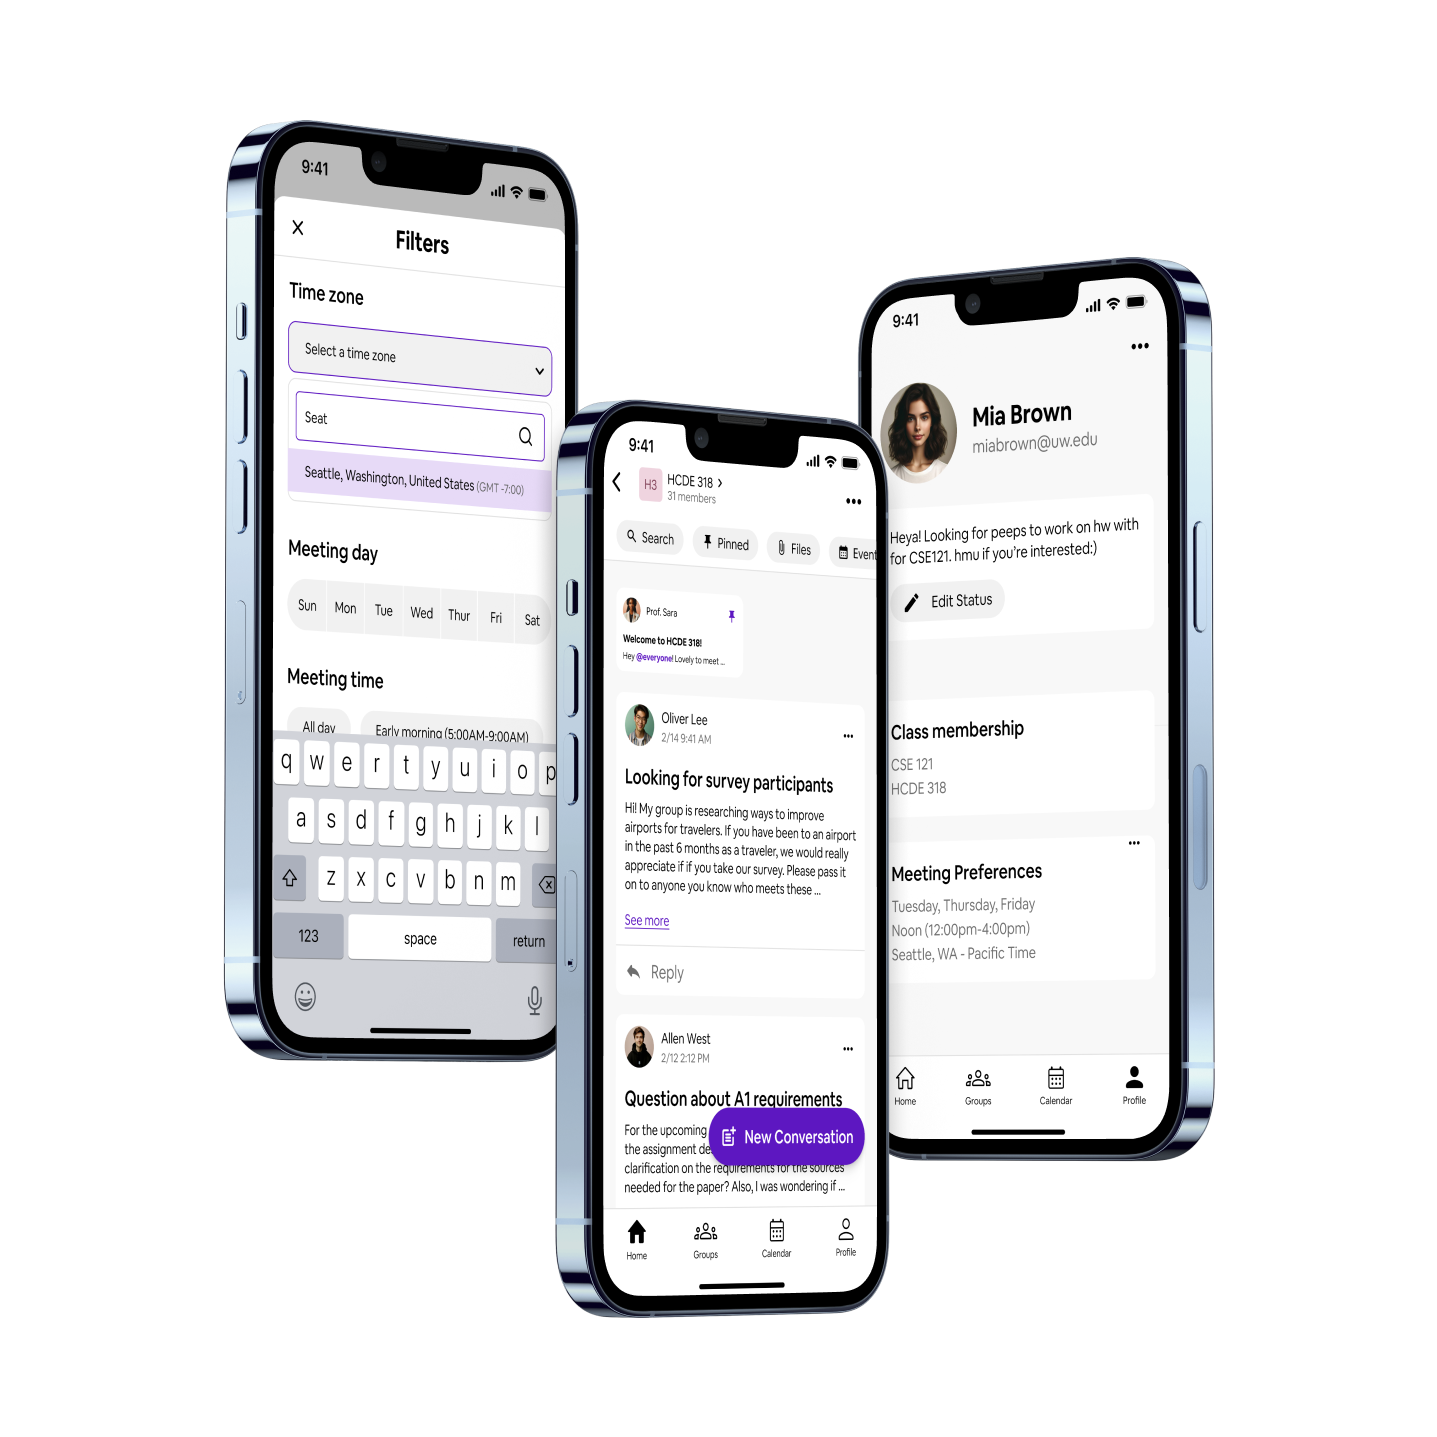 9:41
Filters
Time zone
Select a time zone
Seat
Seattle, Washington, United States (GMT -7:00)
Meeting day
Sun Mon Tue Wed Thur Fri Sat
Meeting time
All day Early morning (5:00AM-9:00AM)
q w e r t y u i o p
a s d f g h j k l
z x c v b n m
123 space return
9:41
H3 HCDE 318
31 members
Search Pinned Files Event
Prof. Sara
Welcome to HCDE 318!
Hey @everyone! Lovely to meet ...
Oliver Lee
2/14 9:41 AM
Looking for survey participants
Hi! My group is researching ways to improve
airports for travelers. If you have been to an airport
in the past 6 months as a traveler, we would really
appreciate if if you take our survey. Please pass it
on to anyone you know who meets these ...
See more
Reply
Allen West
2/12 2:12 PM
Question about A1 requirements
For the upcoming
the assignment de
clarification on the requirements for the sources
needed for the paper? Also, I was wondering if ...
New Conversation
Home Groups Calendar Profile
9:41
Mia Brown
miabrown@uw.edu
Heya! Looking for peeps to work on hw with
for CSE121. hmu if you're interested:)
Edit Status
Class membership
CSE 121
HCDE 318
Meeting Preferences
Tuesday, Thursday, Friday
Noon (12:00pm-4:00pm)
Seattle, WA - Pacific Time
Home Groups Calendar Profile